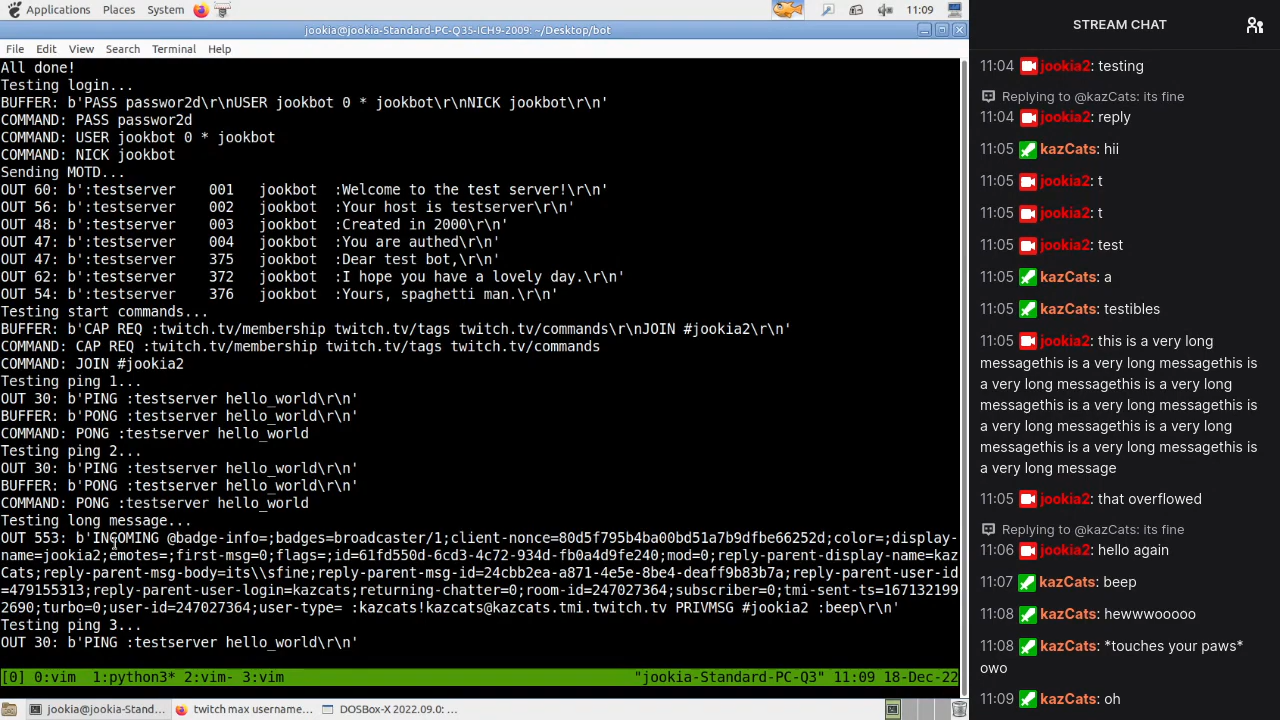 Applications Places System 11:09
jookia@jookia-Standard-PC-Q35-ICH9-2009: ~/Desktop/bot
File Edit View Search Terminal Help
All done!
Testing login...
BUFFER: b'PASS passwor2d\r\nUSER jookbot 0 * jookbot\r\nNICK jookbot\r\n'
COMMAND: PASS passwor2d
COMMAND: USER jookbot 0 * jookbot
COMMAND: NICK jookbot
Sending MOTD...
OUT 60: b':testserver    001   jookbot  :Welcome to the test server!\r\n'
OUT 56: b':testserver    002   jookbot  :Your host is testserver\r\n'
OUT 48: b':testserver    003   jookbot  :Created in 2000\r\n'
OUT 47: b':testserver    004   jookbot  :You are authed\r\n'
OUT 47: b':testserver    375   jookbot  :Dear test bot,\r\n'
OUT 62: b':testserver    372   jookbot  :I hope you have a lovely day.\r\n'
OUT 54: b':testserver    376   jookbot  :Yours, spaghetti man.\r\n'
Testing start commands...
BUFFER: b'CAP REQ :twitch.tv/membership twitch.tv/tags twitch.tv/commands\r\nJOIN #jookia2\r\n'
COMMAND: CAP REQ :twitch.tv/membership twitch.tv/tags twitch.tv/commands
COMMAND: JOIN #jookia2
Testing ping 1...
OUT 30: b'PING :testserver hello_world\r\n'
BUFFER: b'PONG :testserver hello_world\r\n'
COMMAND: PONG :testserver hello_world
Testing ping 2...
OUT 30: b'PING :testserver hello_world\r\n'
BUFFER: b'PONG :testserver hello_world\r\n'
COMMAND: PONG :testserver hello_world
Testing long message...
OUT 553: b'INCOMING @badge-info=;badges=broadcaster/1;client-nonce=80d5f795b4ba00bd51a7b9dfbe66252d;color=;display-
name=jookia2;emotes=;first-msg=0;flags=;id=61fd550d-6cd3-4c72-934d-fb0a4d9fe240;mod=0;reply-parent-display-name=kaz
Cats;reply-parent-msg-body=its\\sfine;reply-parent-msg-id=24cbb2ea-a871-4e5e-8be4-deaff9b83b7a;reply-parent-user-id
=479155313;reply-parent-user-login=kazcats;returning-chatter=0;room-id=247027364;subscriber=0;tmi-sent-ts=167132199
2690;turbo=0;user-id=247027364;user-type= :kazcats!kazcats@kazcats.tmi.twitch.tv PRIVMSG #jookia2 :beep\r\n'
Testing ping 3...
OUT 30: b'PING :testserver hello_world\r\n'
[0] 0:vim  1:python3* 2:vim- 3:vim "jookia-Standard-PC-Q3" 11:09 18-Dec-22
jookia@jookia-Stand... twitch max username... DOSBox-X 2022.09.0: ...
STREAM CHAT
11:04 jookia2: testing
Replying to @kazCats: its fine
11:04 jookia2: reply
11:05 kazCats: hii
11:05 jookia2: t
11:05 jookia2: t
11:05 jookia2: test
11:05 kazCats: a
11:05 kazCats: testibles
11:05 jookia2: this is a very long
messagethis is a very long messagethis is
a very long messagethis is a very long
messagethis is a very long messagethis is
a very long messagethis is a very long
messagethis is a very long messagethis is
a very long message
11:05 jookia2: that overflowed
Replying to @kazCats: its fine
11:06 jookia2: hello again
11:07 kazCats: beep
11:08 kazCats: hewwwooooo
11:08 kazCats: *touches your paws*
owo
11:09 kazCats: oh